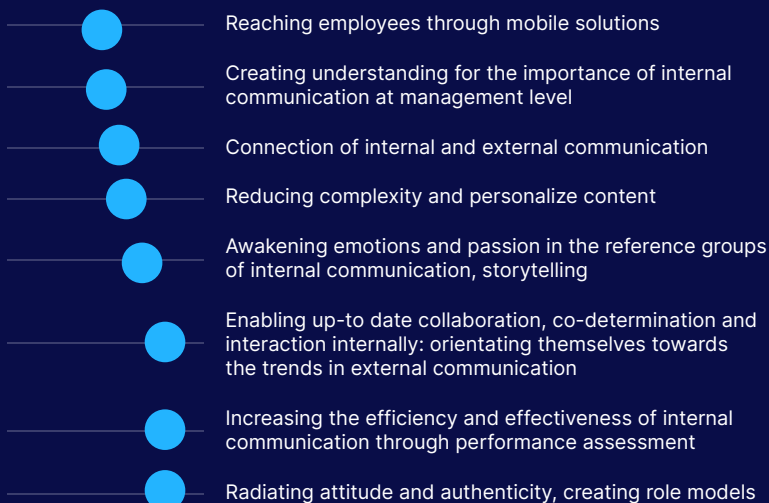 Reaching employees through mobile solutions
Creating understanding for the importance of internal
communication at management level
Connection of internal and external communication
Reducing complexity and personalize content
Awakening emotions and passion in the reference groups
of internal communication, storytelling
Enabling up-to date collaboration, co-determination and
interaction internally: orientating themselves towards
the trends in external communication
Increasing the efficiency and effectiveness of internal
communication through performance assessment
Radiating attitude and authenticity, creating role models